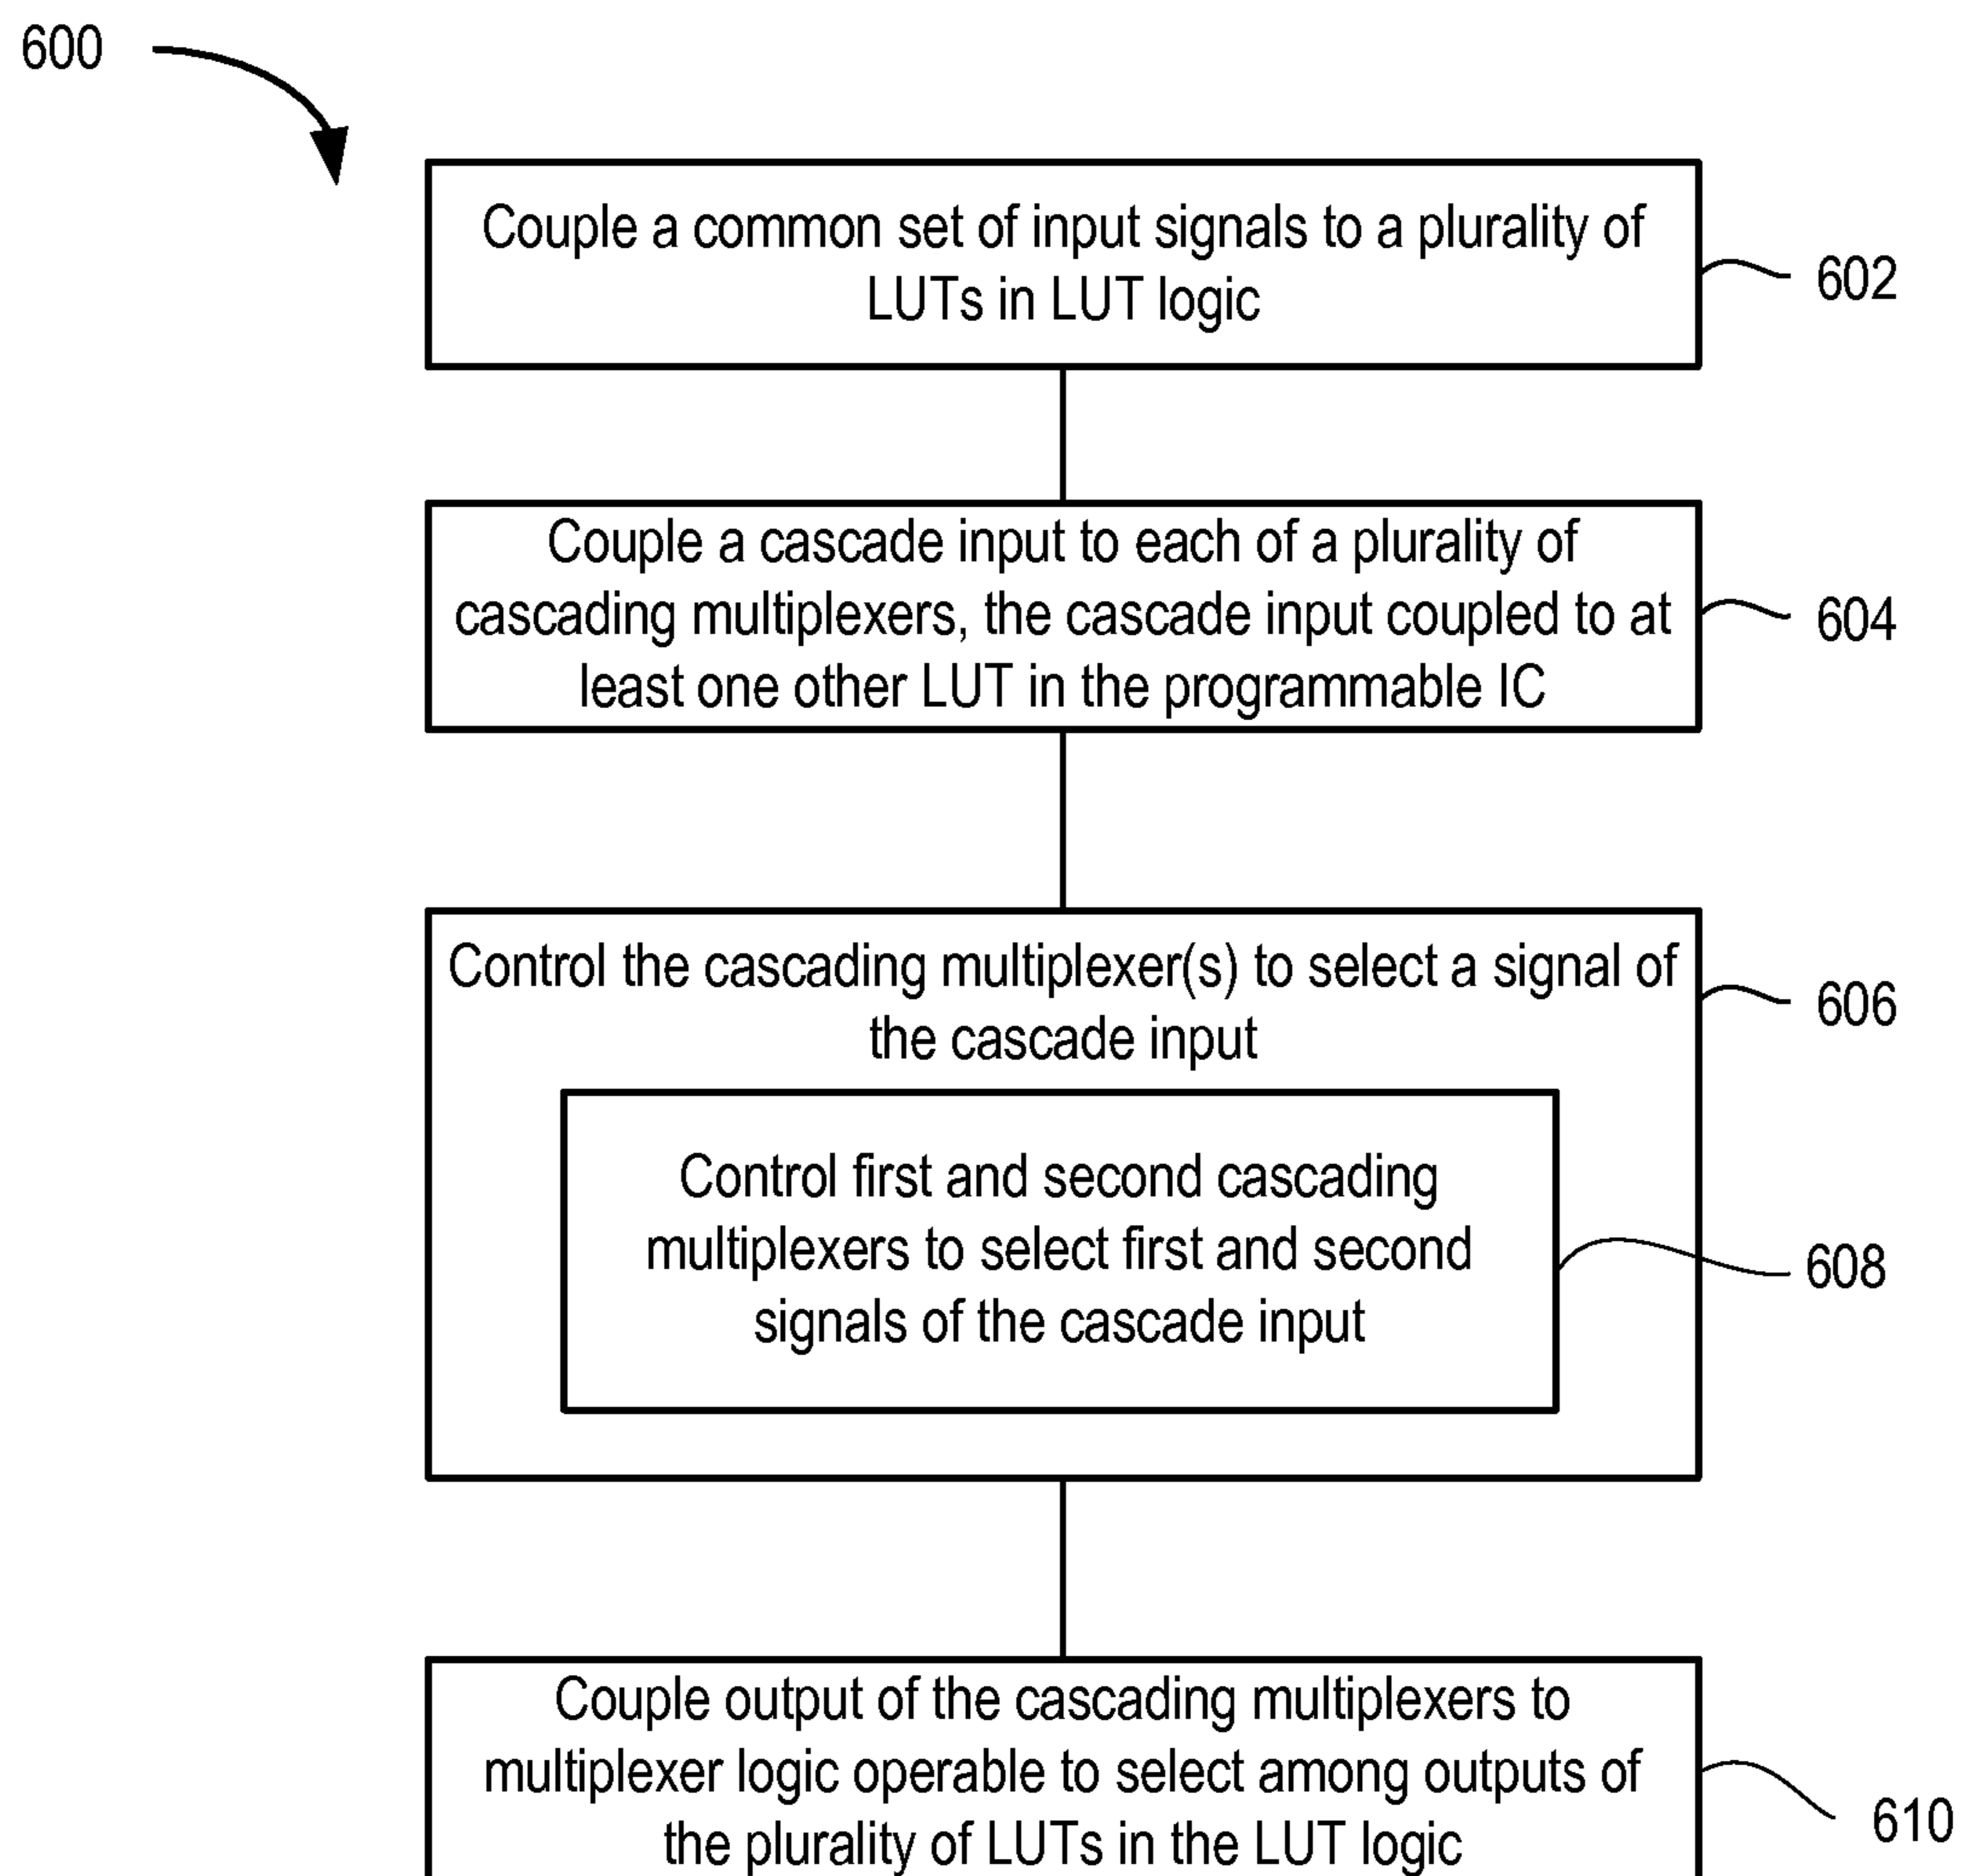 600
Couple a common set of input signals to a plurality of
LUTs in LUT logic
602
Couple a cascade input to each of a plurality of
cascading multiplexers, the cascade input coupled to at
least one other LUT in the programmable IC
604
Control the cascading multiplexer(s) to select a signal of
the cascade input
606
Control first and second cascading
multiplexers to select first and second
signals of the cascade input
608
Couple output of the cascading multiplexers to
multiplexer logic operable to select among outputs of
the plurality of LUTs in the LUT logic
610